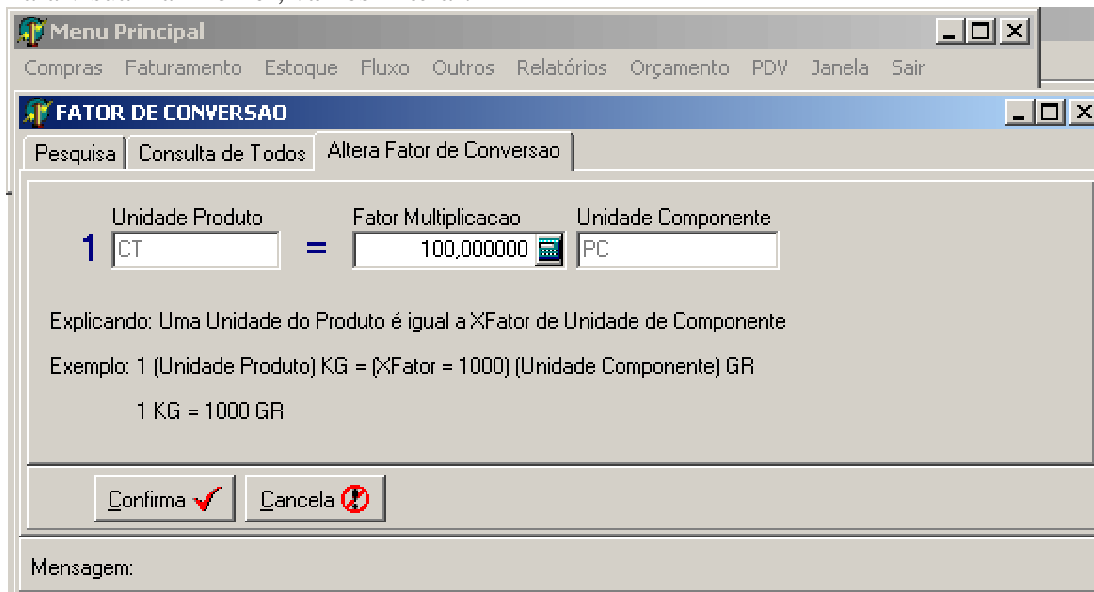 Menu Principal
Compras Faturamento Estoque Fluxo Outros Relatórios Orçamento PDV Janela Sair
FATOR DE CONVERSAO
Pesquisa Consulta de Todos Altera Fator de Conversao
Unidade Produto Fator Multiplicacao Unidade Componente
1 CT = 100,000000 PC
Explicando: Uma Unidade do Produto é igual a XFator de Unidade de Componente
Exemplo: 1 (Unidade Produto) KG = (XFator = 1000) (Unidade Componente) GR
1 KG = 1000 GR
Confirma Cancela
Mensagem: